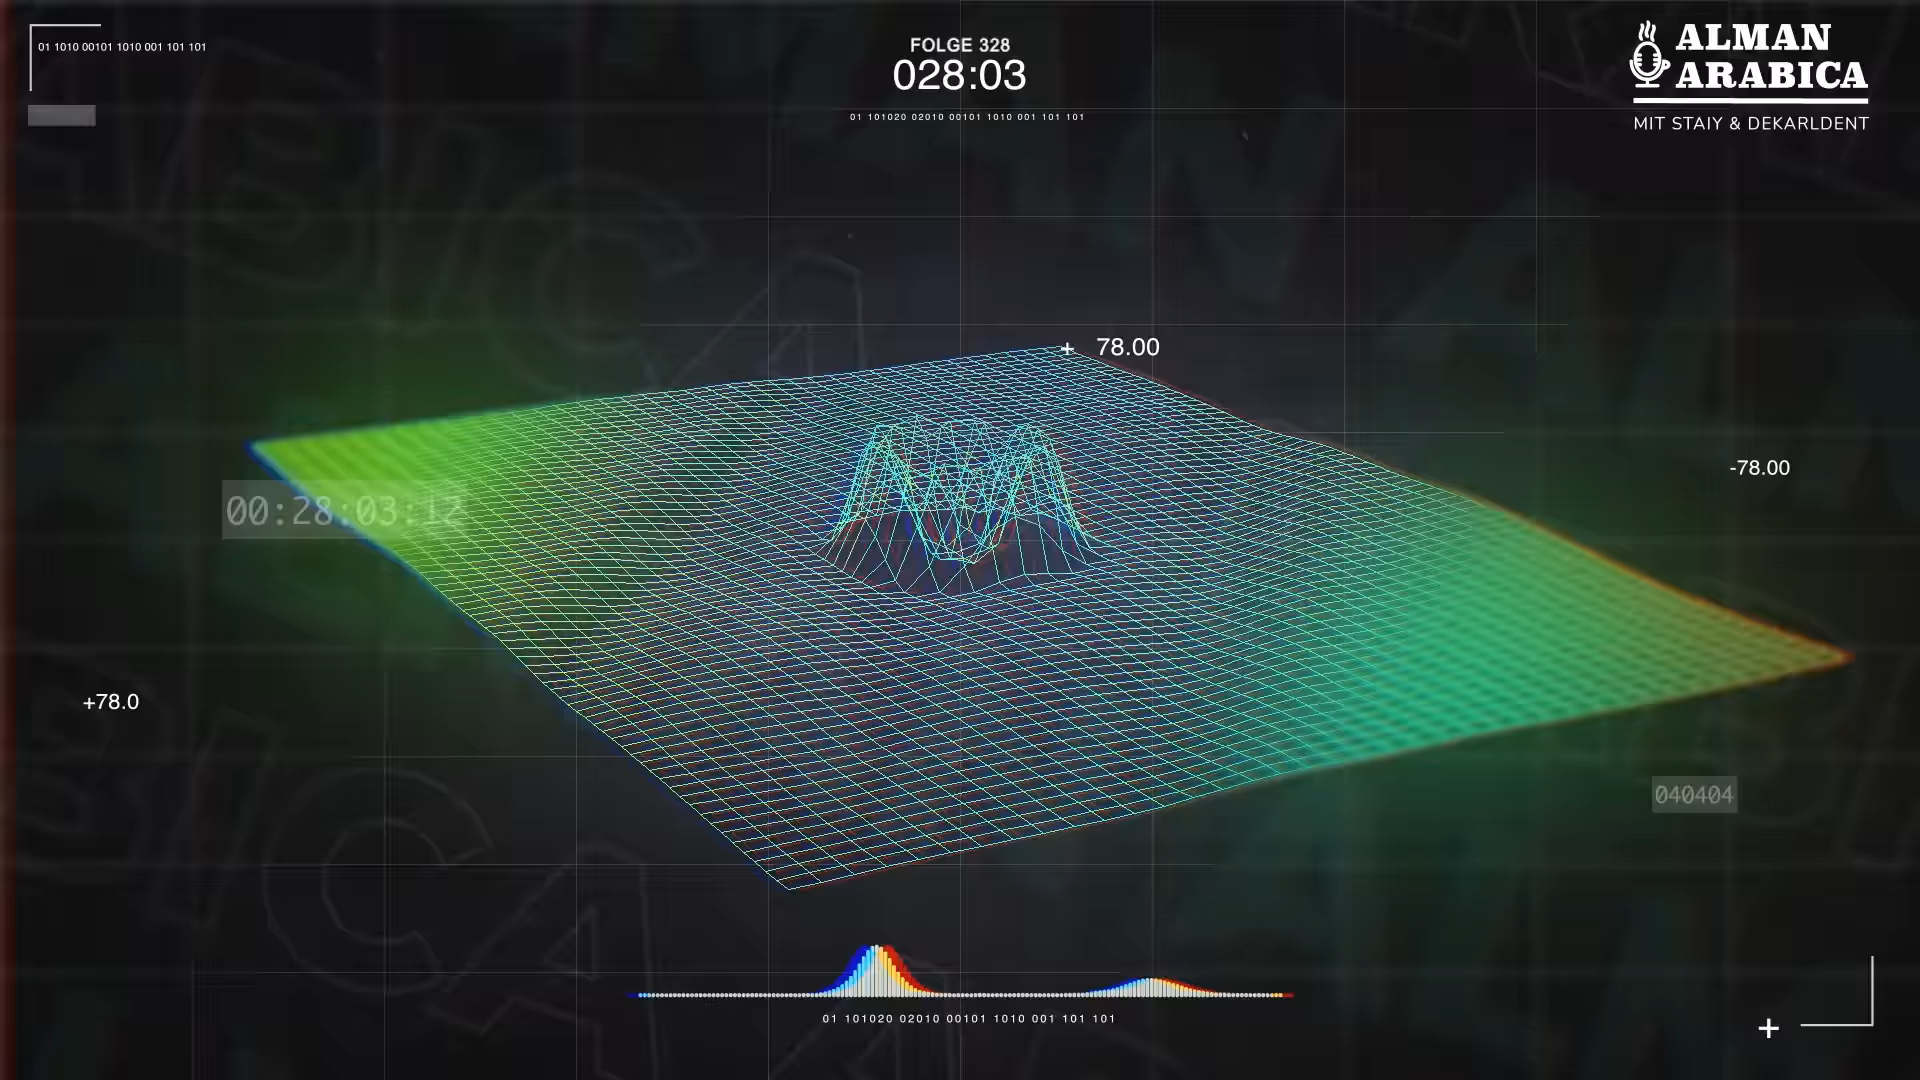 01 1010 00101 1010 001 101 101
FOLGE 328
028:03
01 101020 02010 00101 1010 001 101 101
ALMAN
ARABICA
MIT STAIY & DEKARLDENT
78.00
-78.00
00:28:03:12
+78.0
040404
01 101020 02010 00101 1010 001 101 101